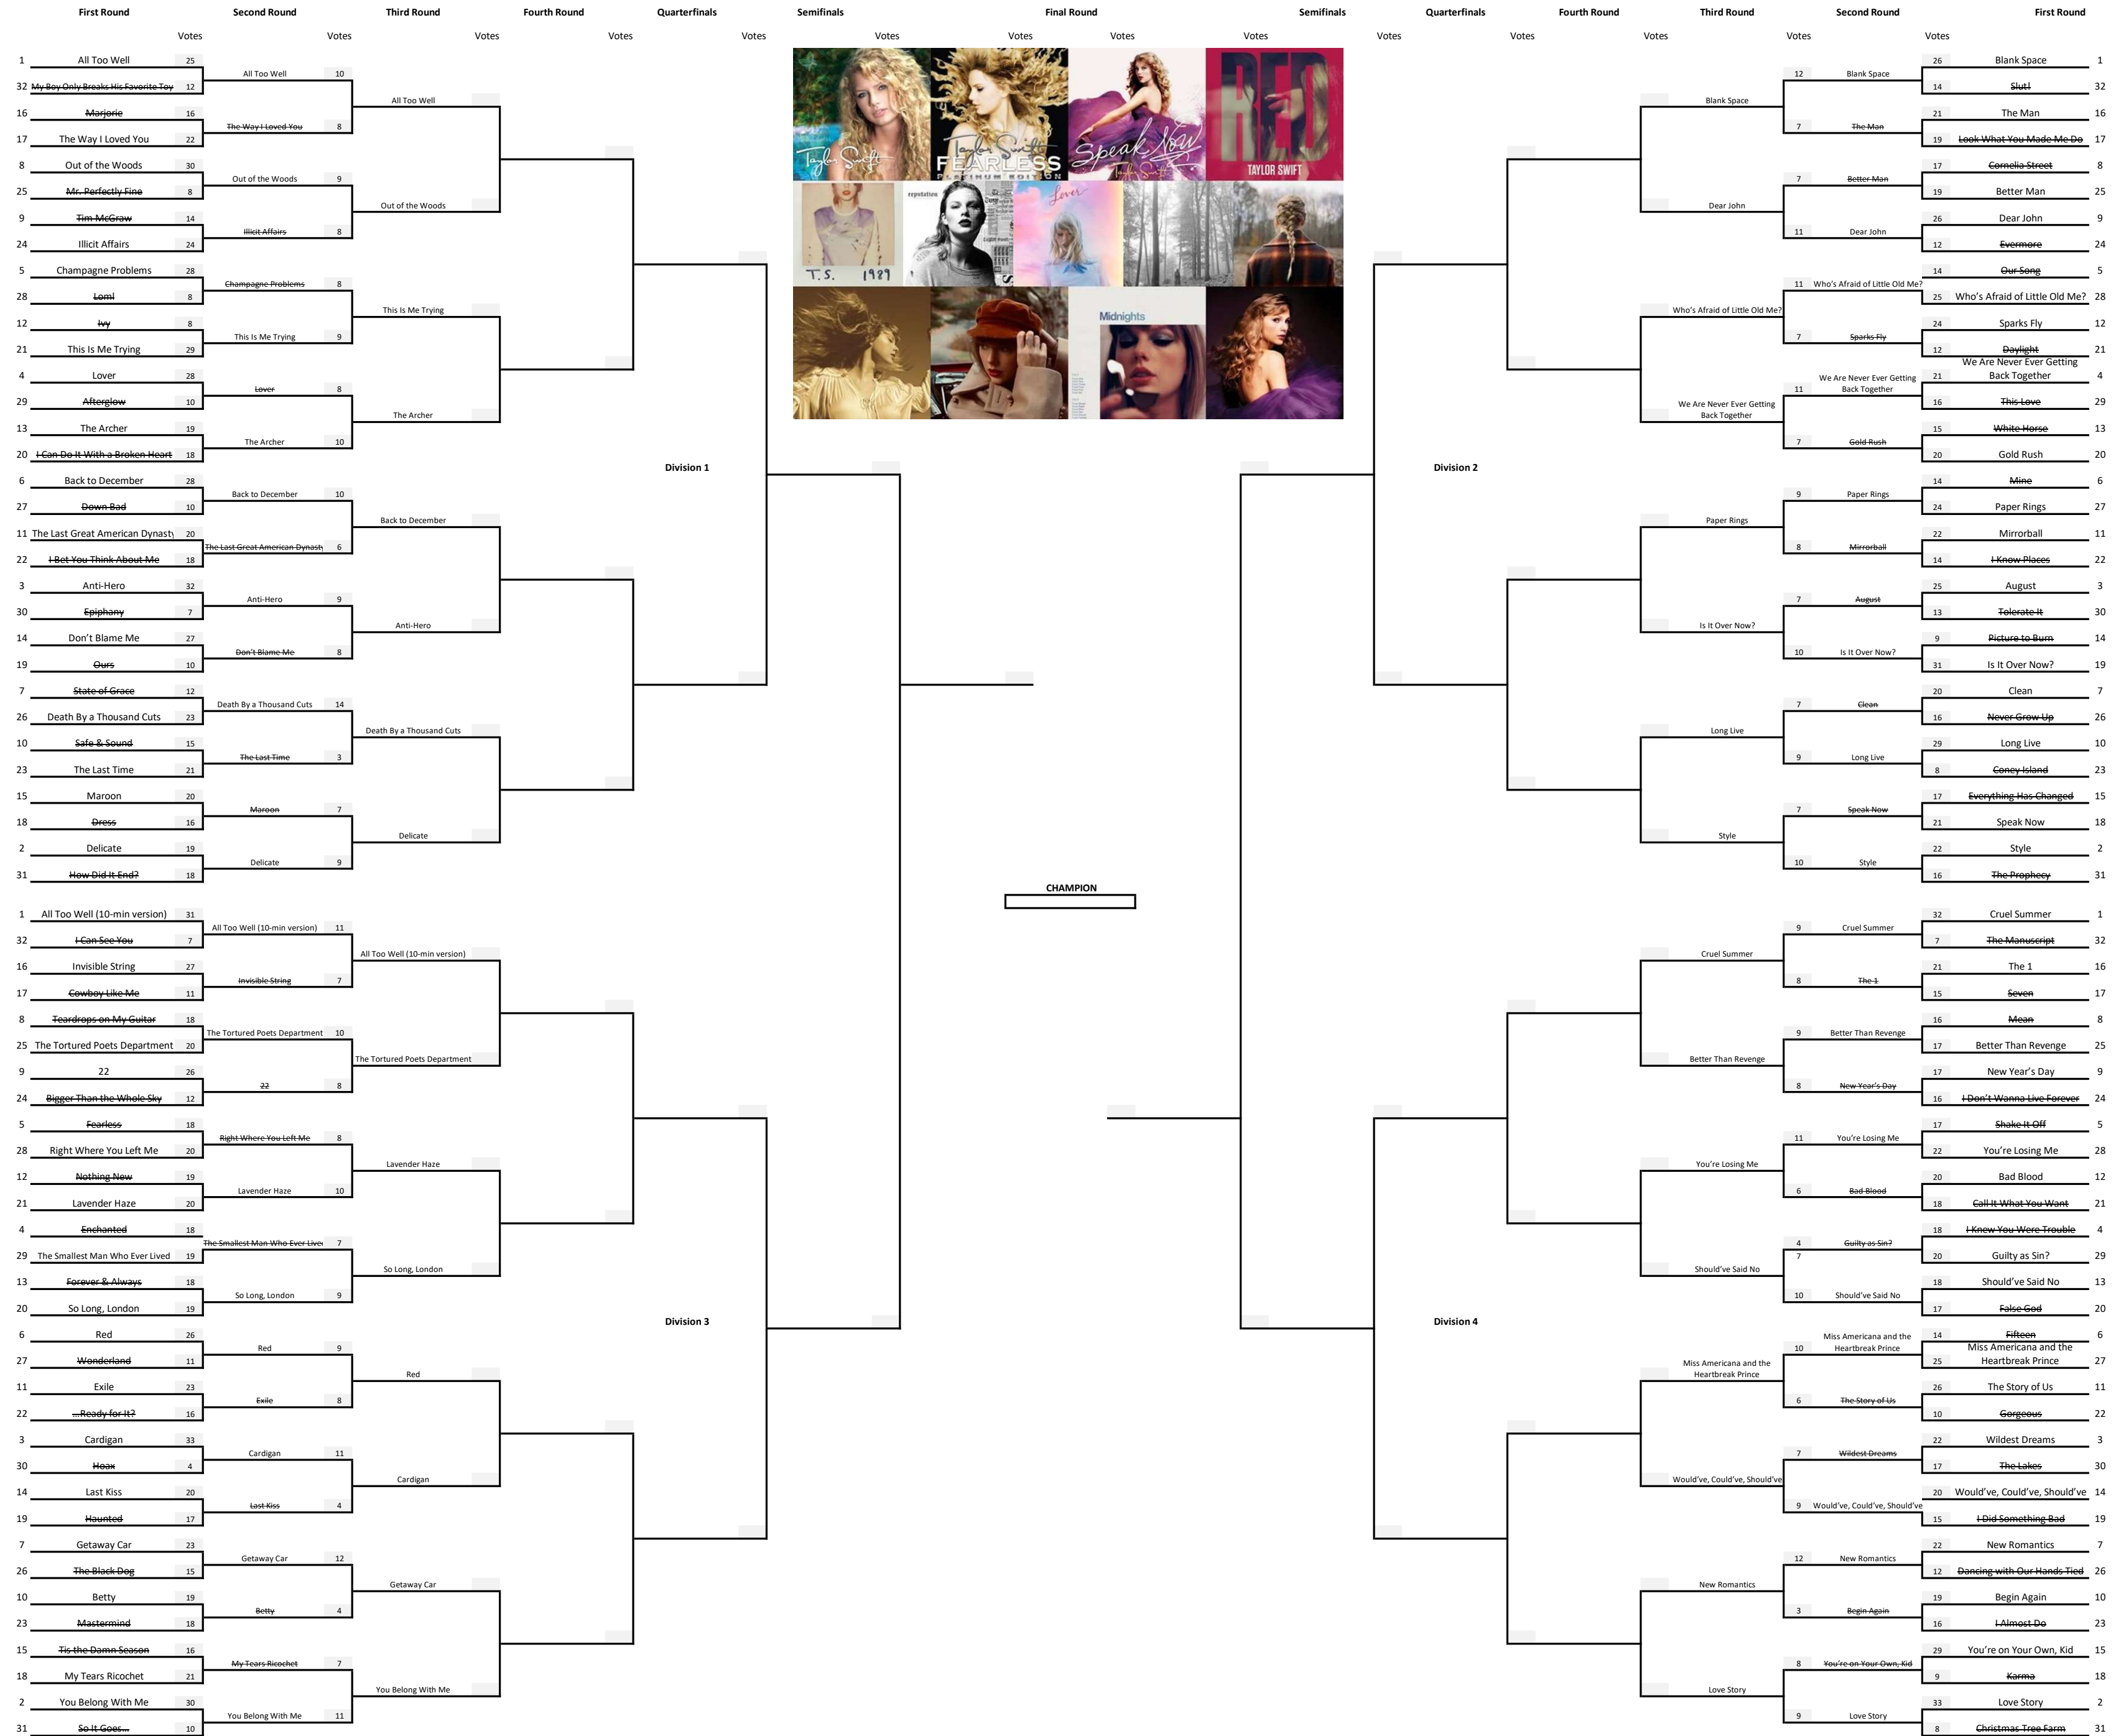 First Round Second Round Third Round Fourth Round Quarterfinals Semifinals Final Round Semifinals Quarterfinals Fourth Round Third Round Second Round First Round
Votes Votes Votes Votes Votes Votes Votes Votes Votes Votes Votes Votes Votes Votes
1 All Too Well 25
32 My Boy Only Breaks His Favorite Toy 12
16 Marjorie 16
17 The Way I Loved You 22
8 Out of the Woods 30
25 Mr. Perfectly Fine 8
9 Tim McGraw 14
24 Illicit Affairs 24
5 Champagne Problems 28
28 Loml 8
12 Ivy 8
21 This Is Me Trying 29
4 Lover 28
29 Afterglow 10
13 The Archer 19
20 I Can Do It With a Broken Heart 18
6 Back to December 28
27 Down Bad 10
11 The Last Great American Dynasty 20
22 I Bet You Think About Me 18
3 Anti-Hero 32
30 Epiphany 7
14 Don't Blame Me 27
19 Ours 10
7 State of Grace 12
26 Death By a Thousand Cuts 23
10 Safe & Sound 15
23 The Last Time 21
15 Maroon 20
18 Dress 16
2 Delicate 19
31 How Did It End? 18
All Too Well 10
The Way I Loved You 8
Out of the Woods 9
Illicit Affairs 8
Champagne Problems 8
This Is Me Trying 9
Lover 8
The Archer 10
Back to December 10
The Last Great American Dynasty 6
Anti-Hero 9
Don't Blame Me 8
Death By a Thousand Cuts 14
The Last Time 3
Maroon 7
Delicate 9
All Too Well
Out of the Woods
This Is Me Trying
The Archer
Back to December
Anti-Hero
Death By a Thousand Cuts
Delicate
Division 1
Taylor Swift
Taylor Swift
FEARLESS
PLATINUM EDITION
Speak Now
Taylor Swift
RED
TAYLOR SWIFT
T.S. 1989
reputation
Lover
Midnights
Division 2
Blank Space
Dear John
Who's Afraid of Little Old Me?
We Are Never Ever Getting
Back Together
Paper Rings
Is It Over Now?
Long Live
Style
12 Blank Space
7 The Man
7 Better Man
11 Dear John
11 Who's Afraid of Little Old Me?
7 Sparks Fly
We Are Never Ever Getting
11 Back Together
7 Gold Rush
9 Paper Rings
8 Mirrorball
7 August
10 Is It Over Now?
7 Clean
9 Long Live
7 Speak Now
10 Style
26 Blank Space 1
14 Slut! 32
21 The Man 16
19 Look What You Made Me Do 17
17 Cornelia Street 8
19 Better Man 25
26 Dear John 9
12 Evermore 24
14 Our Song 5
25 Who's Afraid of Little Old Me? 28
24 Sparks Fly 12
12 Daylight 21
We Are Never Ever Getting
21 Back Together 4
16 This Love 29
15 White Horse 13
20 Gold Rush 20
14 Mine 6
24 Paper Rings 27
22 Mirrorball 11
14 I Know Places 22
25 August 3
13 Tolerate It 30
9 Picture to Burn 14
31 Is It Over Now? 19
20 Clean 7
16 Never Grow Up 26
29 Long Live 10
8 Coney Island 23
17 Everything Has Changed 15
21 Speak Now 18
22 Style 2
16 The Prophecy 31
CHAMPION
1 All Too Well (10-min version) 31
32 I Can See You 7
16 Invisible String 27
17 Cowboy Like Me 11
8 Teardrops on My Guitar 18
25 The Tortured Poets Department 20
9 22 26
24 Bigger Than the Whole Sky 12
5 Fearless 18
28 Right Where You Left Me 20
12 Nothing New 19
21 Lavender Haze 20
4 Enchanted 18
29 The Smallest Man Who Ever Lived 19
13 Forever & Always 18
20 So Long, London 19
6 Red 26
27 Wonderland 11
11 Exile 23
22 ...Ready for It? 16
3 Cardigan 33
30 Hoax 4
14 Last Kiss 20
19 Haunted 17
7 Getaway Car 23
26 The Black Dog 15
10 Betty 19
23 Mastermind 18
15 Tis the Damn Season 16
18 My Tears Ricochet 21
2 You Belong With Me 30
31 So It Goes... 10
All Too Well (10-min version) 11
Invisible String 7
The Tortured Poets Department 10
22 8
Right Where You Left Me 8
Lavender Haze 10
The Smallest Man Who Ever Lived 7
So Long, London 9
Red 9
Exile 8
Cardigan 11
Last Kiss 4
Getaway Car 12
Betty 4
My Tears Ricochet 7
You Belong With Me 11
All Too Well (10-min version)
The Tortured Poets Department
Lavender Haze
So Long, London
Red
Cardigan
Getaway Car
You Belong With Me
Division 3
Division 4
Cruel Summer
Better Than Revenge
You're Losing Me
Should've Said No
Miss Americana and the
Heartbreak Prince
Would've, Could've, Should've
New Romantics
Love Story
9 Cruel Summer
8 The 1
9 Better Than Revenge
8 New Year's Day
11 You're Losing Me
6 Bad Blood
4 Guilty as Sin?
7
10 Should've Said No
Miss Americana and the
10 Heartbreak Prince
6 The Story of Us
7 Wildest Dreams
9 Would've, Could've, Should've
12 New Romantics
3 Begin Again
8 You're on Your Own, Kid
9 Love Story
32 Cruel Summer 1
7 The Manuscript 32
21 The 1 16
15 Seven 17
16 Mean 8
17 Better Than Revenge 25
17 New Year's Day 9
16 I Don't Wanna Live Forever 24
17 Shake It Off 5
22 You're Losing Me 28
20 Bad Blood 12
18 Call It What You Want 21
18 I Knew You Were Trouble 4
20 Guilty as Sin? 29
18 Should've Said No 13
17 False God 20
14 Fifteen 6
Miss Americana and the
25 Heartbreak Prince 27
26 The Story of Us 11
10 Gorgeous 22
22 Wildest Dreams 3
17 The Lakes 30
20 Would've, Could've, Should've 14
15 I Did Something Bad 19
22 New Romantics 7
12 Dancing with Our Hands Tied 26
19 Begin Again 10
16 I Almost Do 23
29 You're on Your Own, Kid 15
9 Karma 18
33 Love Story 2
8 Christmas Tree Farm 31